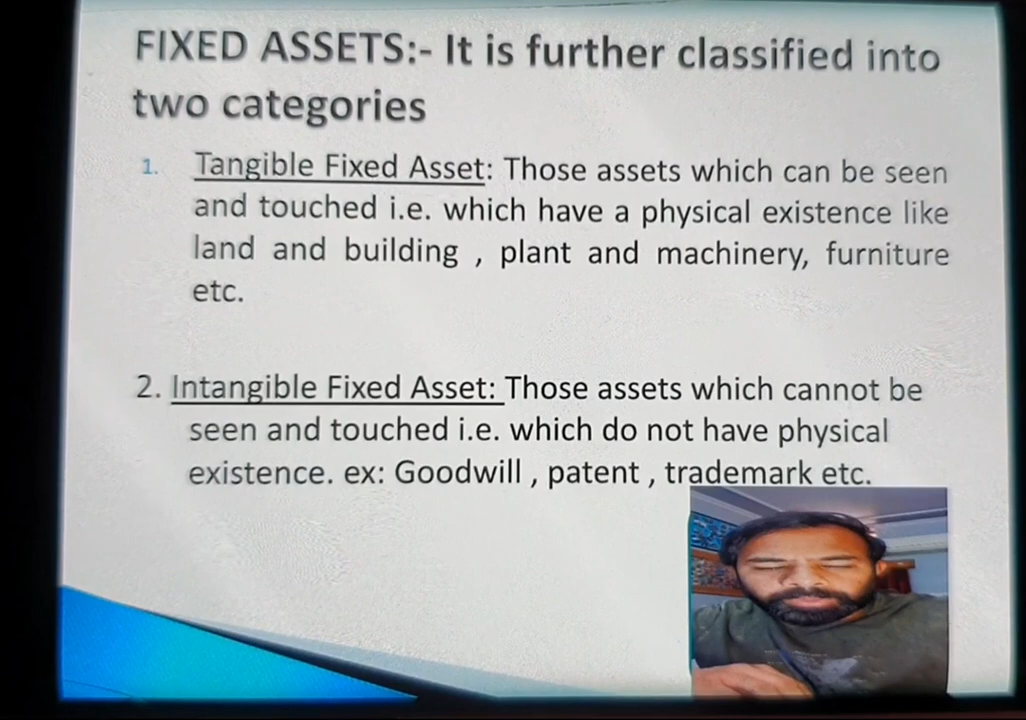 FIXED ASSETS:- It is further classified into
two categories
1. Tangible Fixed Asset: Those assets which can be seen
and touched i.e. which have a physical existence like
land and building , plant and machinery, furniture
etc.
2. Intangible Fixed Asset: Those assets which cannot be
seen and touched i.e. which do not have physical
existence. ex: Goodwill , patent , trademark etc.